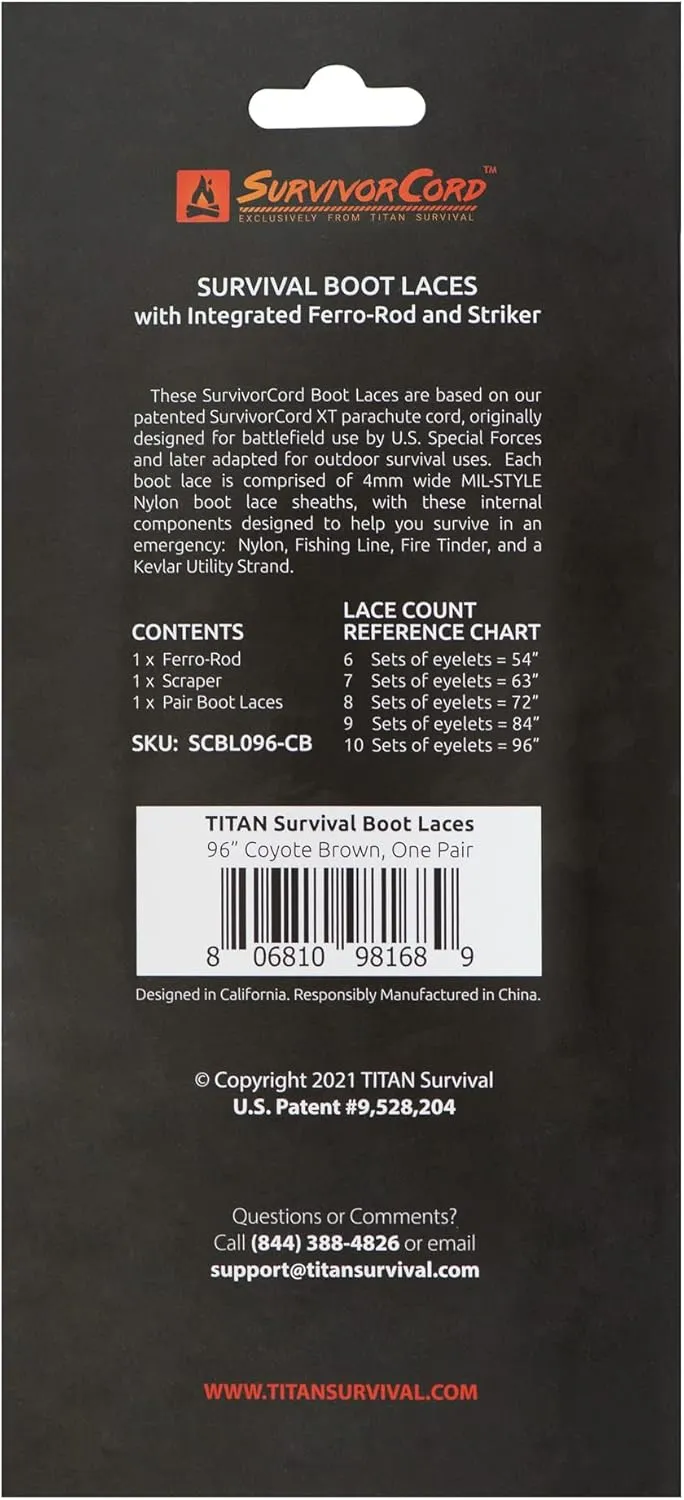 SURVIVORCORD™
EXCLUSIVELY FROM TITAN SURVIVAL
SURVIVAL BOOT LACES
with Integrated Ferro-Rod and Striker
These SurvivorCord Boot Laces are based on our
patented SurvivorCord XT parachute cord, originally
designed for battlefield use by U.S. Special Forces
and later adapted for outdoor survival uses. Each
boot lace is comprised of 4mm wide MIL-STYLE
Nylon boot lace sheaths, with these internal
components designed to help you survive in an
emergency: Nylon, Fishing Line, Fire Tinder, and a
Kevlar Utility Strand.
CONTENTS
1 x Ferro-Rod
1 x Scraper
1 x Pair Boot Laces
SKU: SCBL096-CB
LACE COUNT
REFERENCE CHART
6 Sets of eyelets = 54”
7 Sets of eyelets = 63”
8 Sets of eyelets = 72”
9 Sets of eyelets = 84”
10 Sets of eyelets = 96”
TITAN Survival Boot Laces
96” Coyote Brown, One Pair
8 06810 98168 9
Designed in California. Responsibly Manufactured in China.
© Copyright 2021 TITAN Survival
U.S. Patent #9,528,204
Questions or Comments?
Call (844) 388-4826 or email
support@titansurvival.com
WWW.TITANSURVIVAL.COM